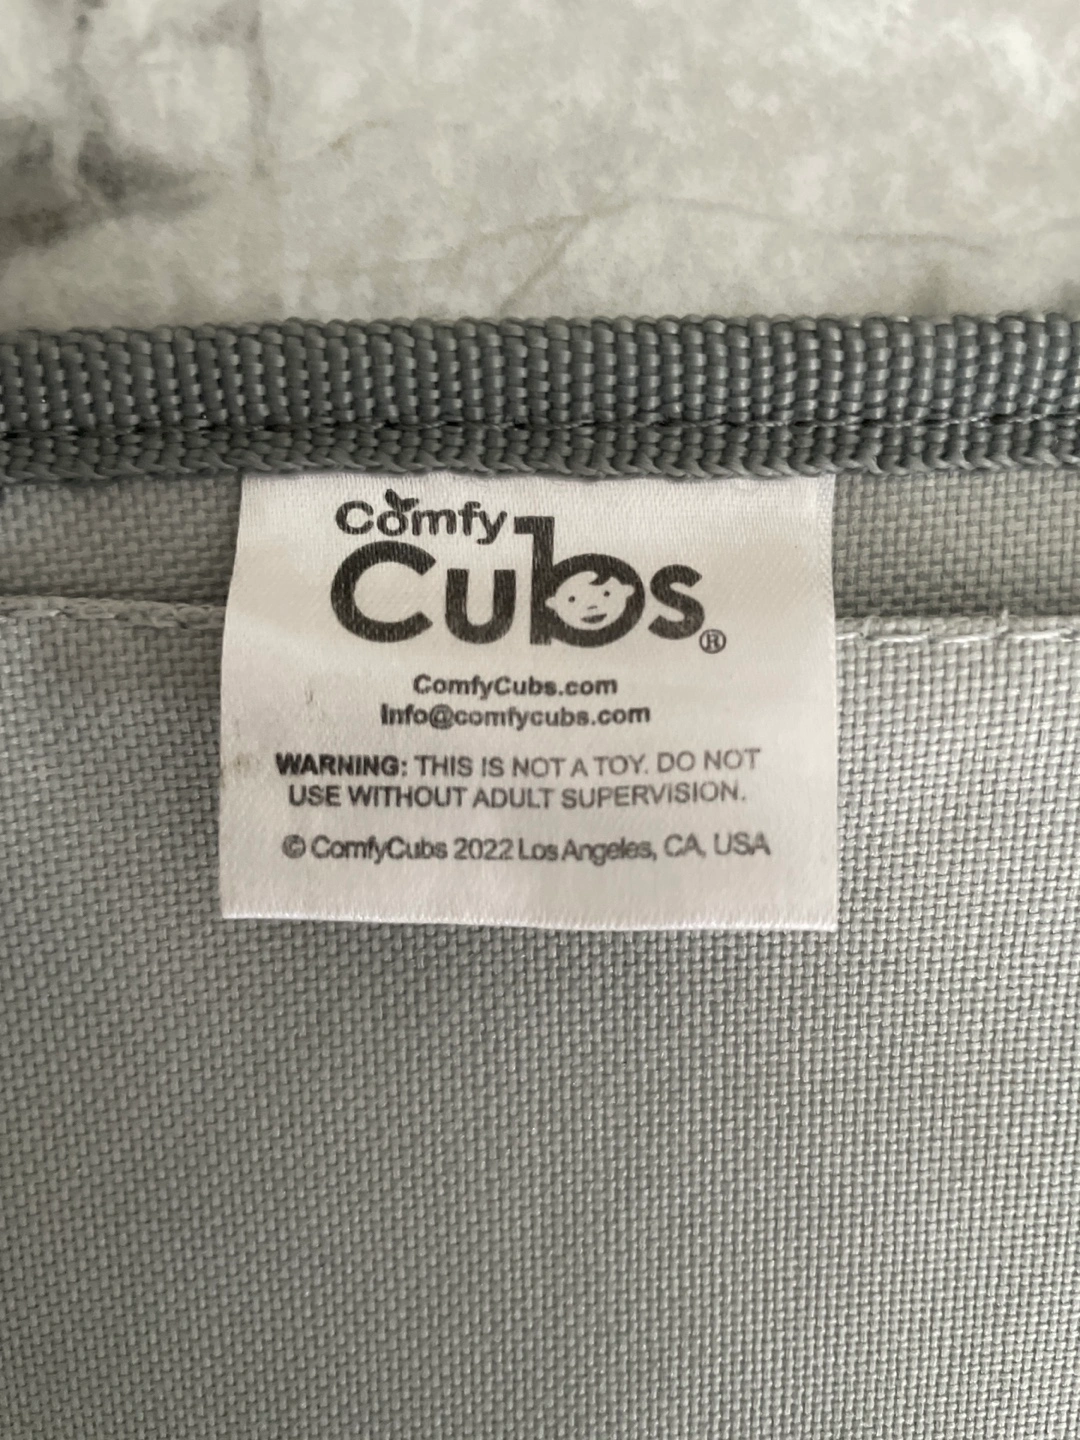 Comfy
Cubs®
ComfyCubs.com
Info@comfycubs.com
WARNING: THIS IS NOT A TOY. DO NOT
USE WITHOUT ADULT SUPERVISION.
© ComfyCubs 2022 Los Angeles, CA, USA